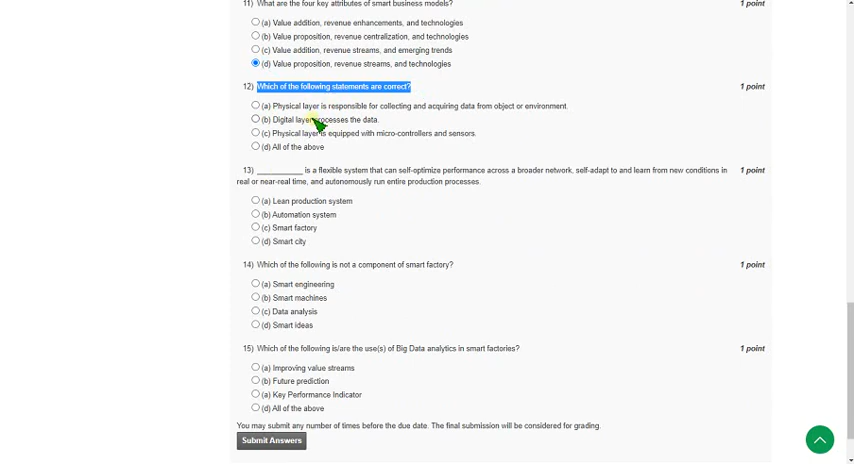 11) What are the four key attributes of smart business models? 1 point
(a) Value addition, revenue enhancements, and technologies
(b) Value proposition, revenue centralization, and technologies
(c) Value addition, revenue streams, and emerging trends
(d) Value proposition, revenue streams, and technologies
12) Which of the following statements are correct? 1 point
(a) Physical layer is responsible for collecting and acquiring data from object or environment.
(b) Digital layer processes the data.
(c) Physical layer is equipped with micro-controllers and sensors.
(d) All of the above
13) __________ is a flexible system that can self-optimize performance across a broader network, self-adapt to and learn from new conditions in 1 point
real or near-real time, and autonomously run entire production processes.
(a) Lean production system
(b) Automation system
(c) Smart factory
(d) Smart city
14) Which of the following is not a component of smart factory? 1 point
(a) Smart engineering
(b) Smart machines
(c) Data analysis
(d) Smart ideas
15) Which of the following is/are the use(s) of Big Data analytics in smart factories? 1 point
(a) Improving value streams
(b) Future prediction
(a) Key Performance Indicator
(d) All of the above
You may submit any number of times before the due date. The final submission will be considered for grading.
Submit Answers